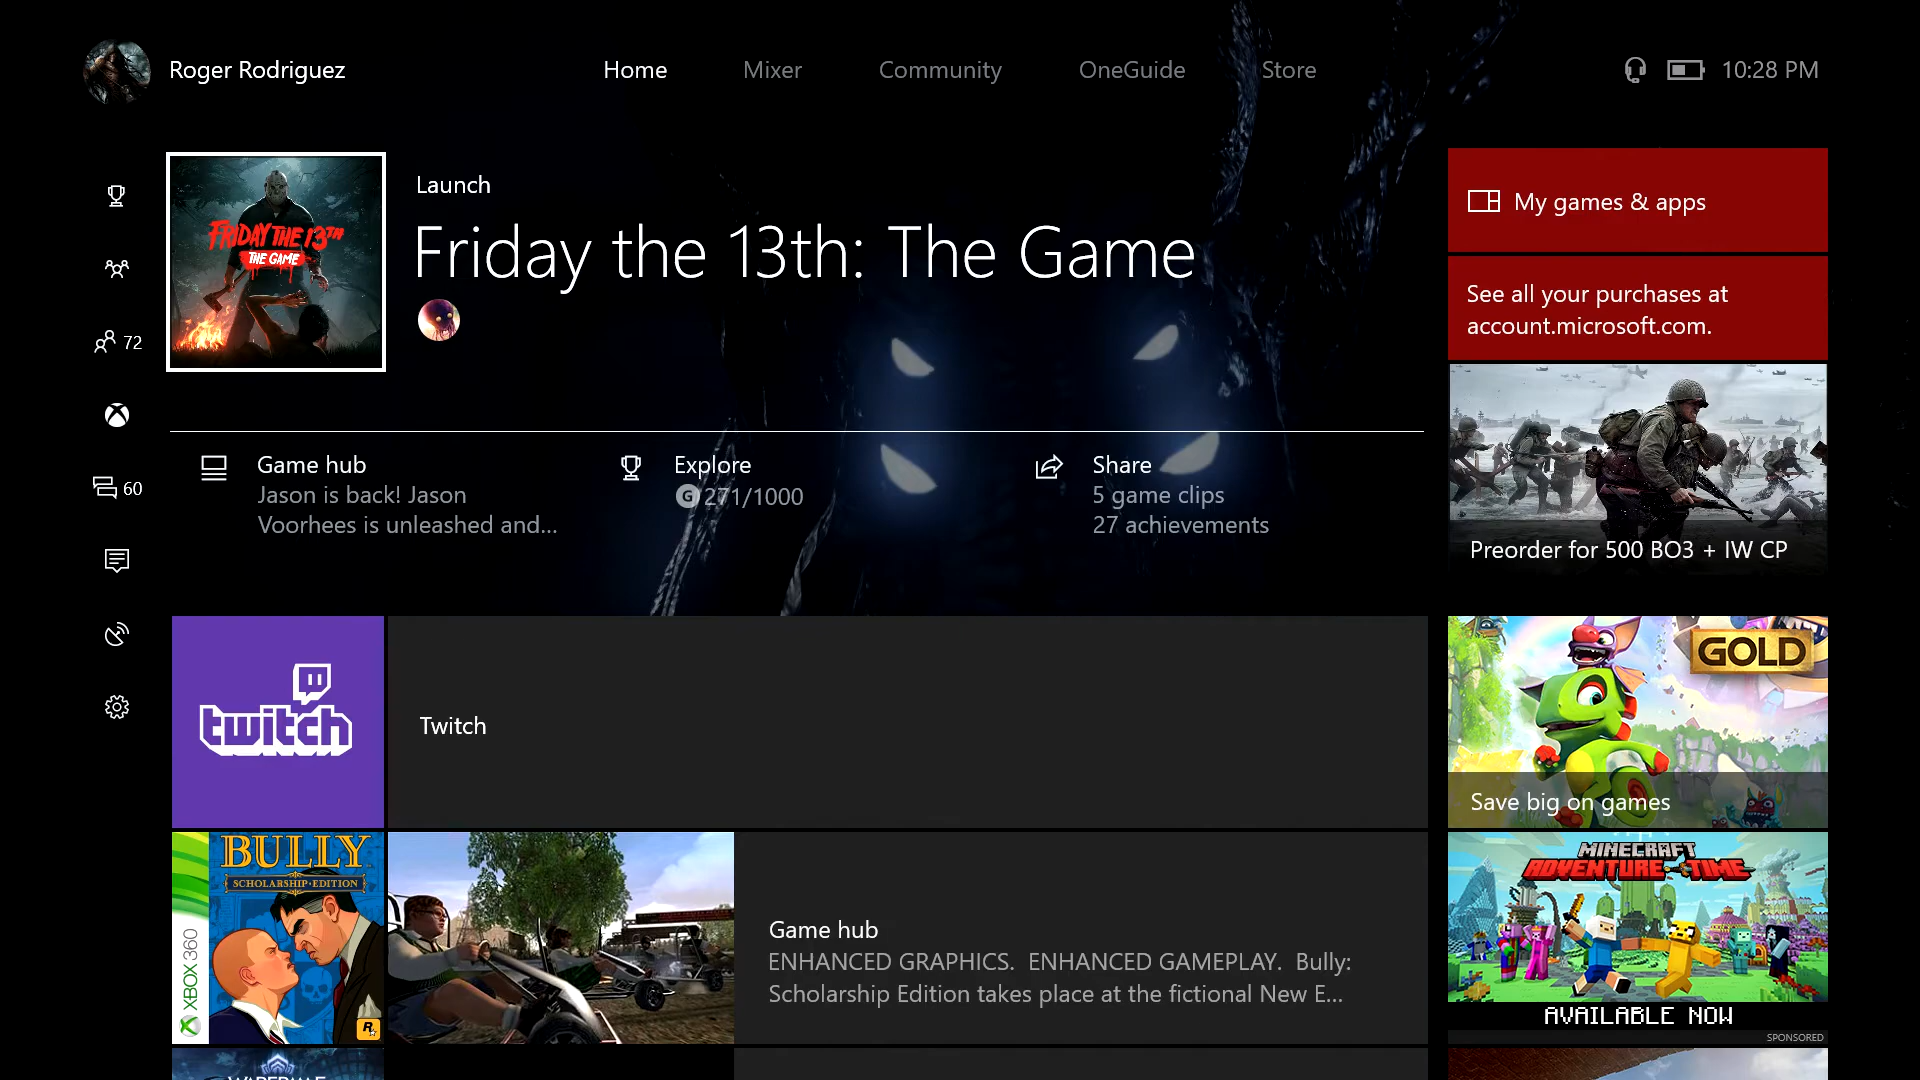 Roger Rodriguez
Home
Mixer
Community
OneGuide
Store
10:28 PM
FRIDAY THE 13TH
THE GAME
Launch
Friday the 13th: The Game
72
60
Game hub
Jason is back! Jason
Voorhees is unleashed and...
Explore
G 271/1000
Share
5 game clips
27 achievements
My games & apps
See all your purchases at
account.microsoft.com.
Preorder for 500 BO3 + IW CP
twitch
Twitch
GOLD
Save big on games
XBOX 360
BULLY
SCHOLARSHIP·EDITION
R
Game hub
ENHANCED GRAPHICS.  ENHANCED GAMEPLAY.  Bully:
Scholarship Edition takes place at the fictional New E...
MINECRAFT
ADVENTURE TIME
AVAILABLE NOW
SPONSORED